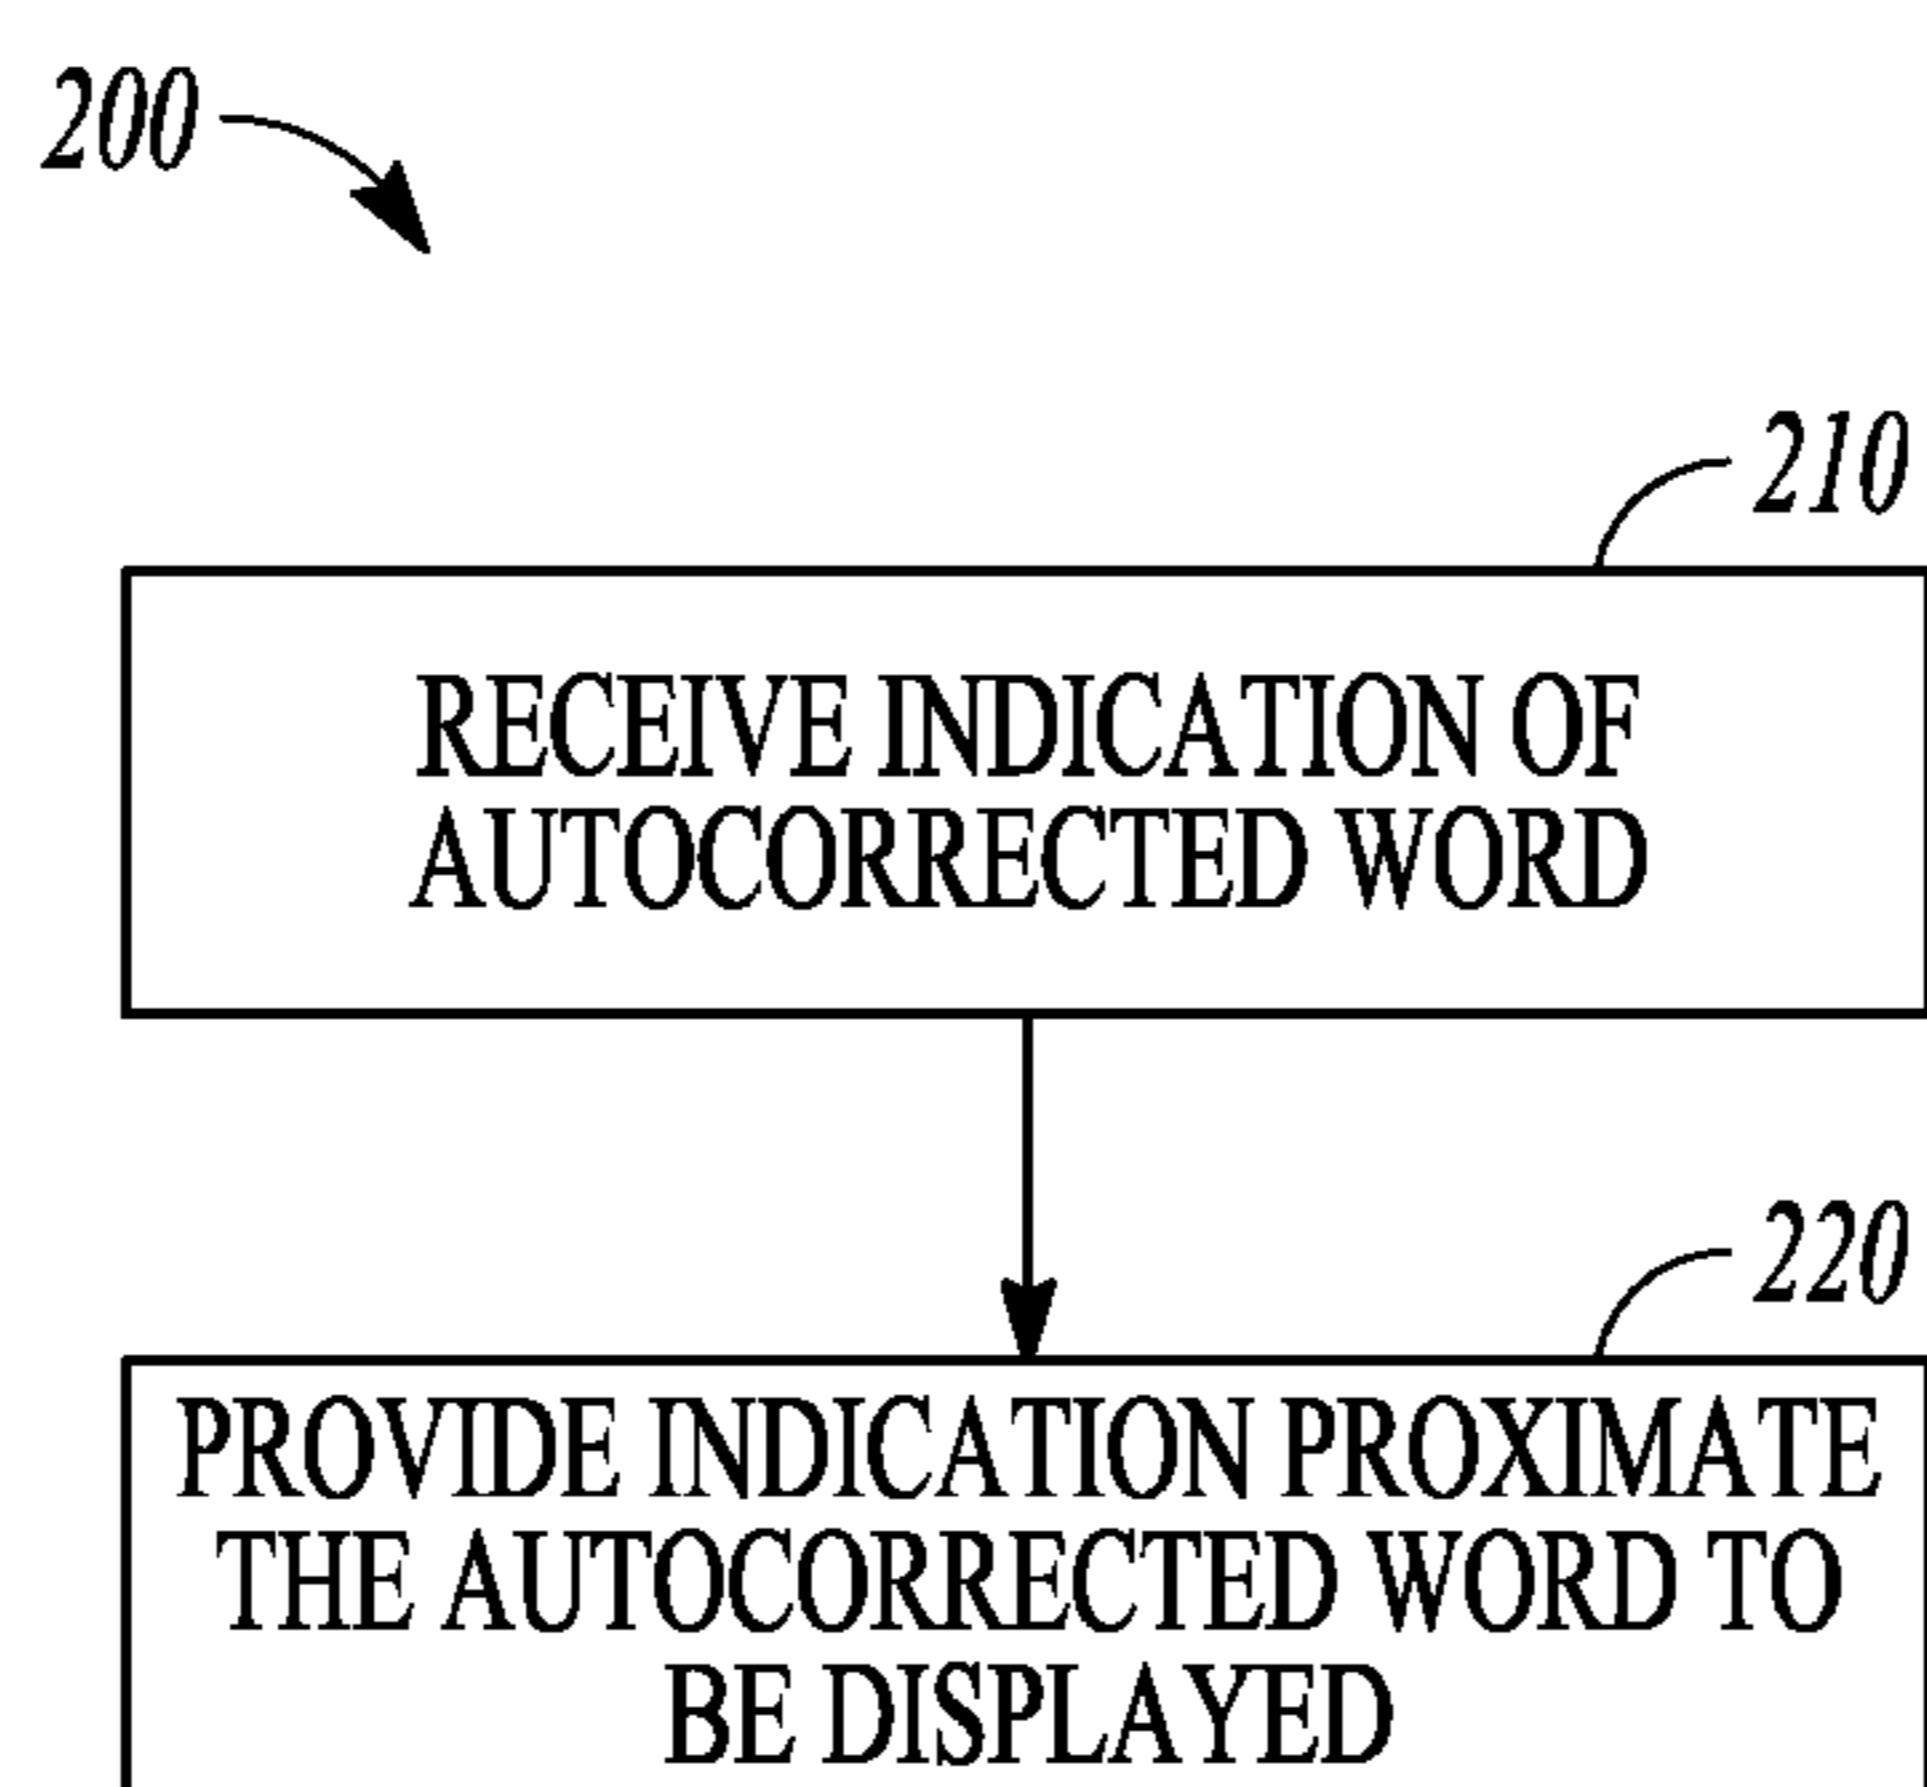 200
210
RECEIVE INDICATION OF
AUTOCORRECTED WORD
220
PROVIDE INDICATION PROXIMATE
THE AUTOCORRECTED WORD TO
BE DISPLAYED